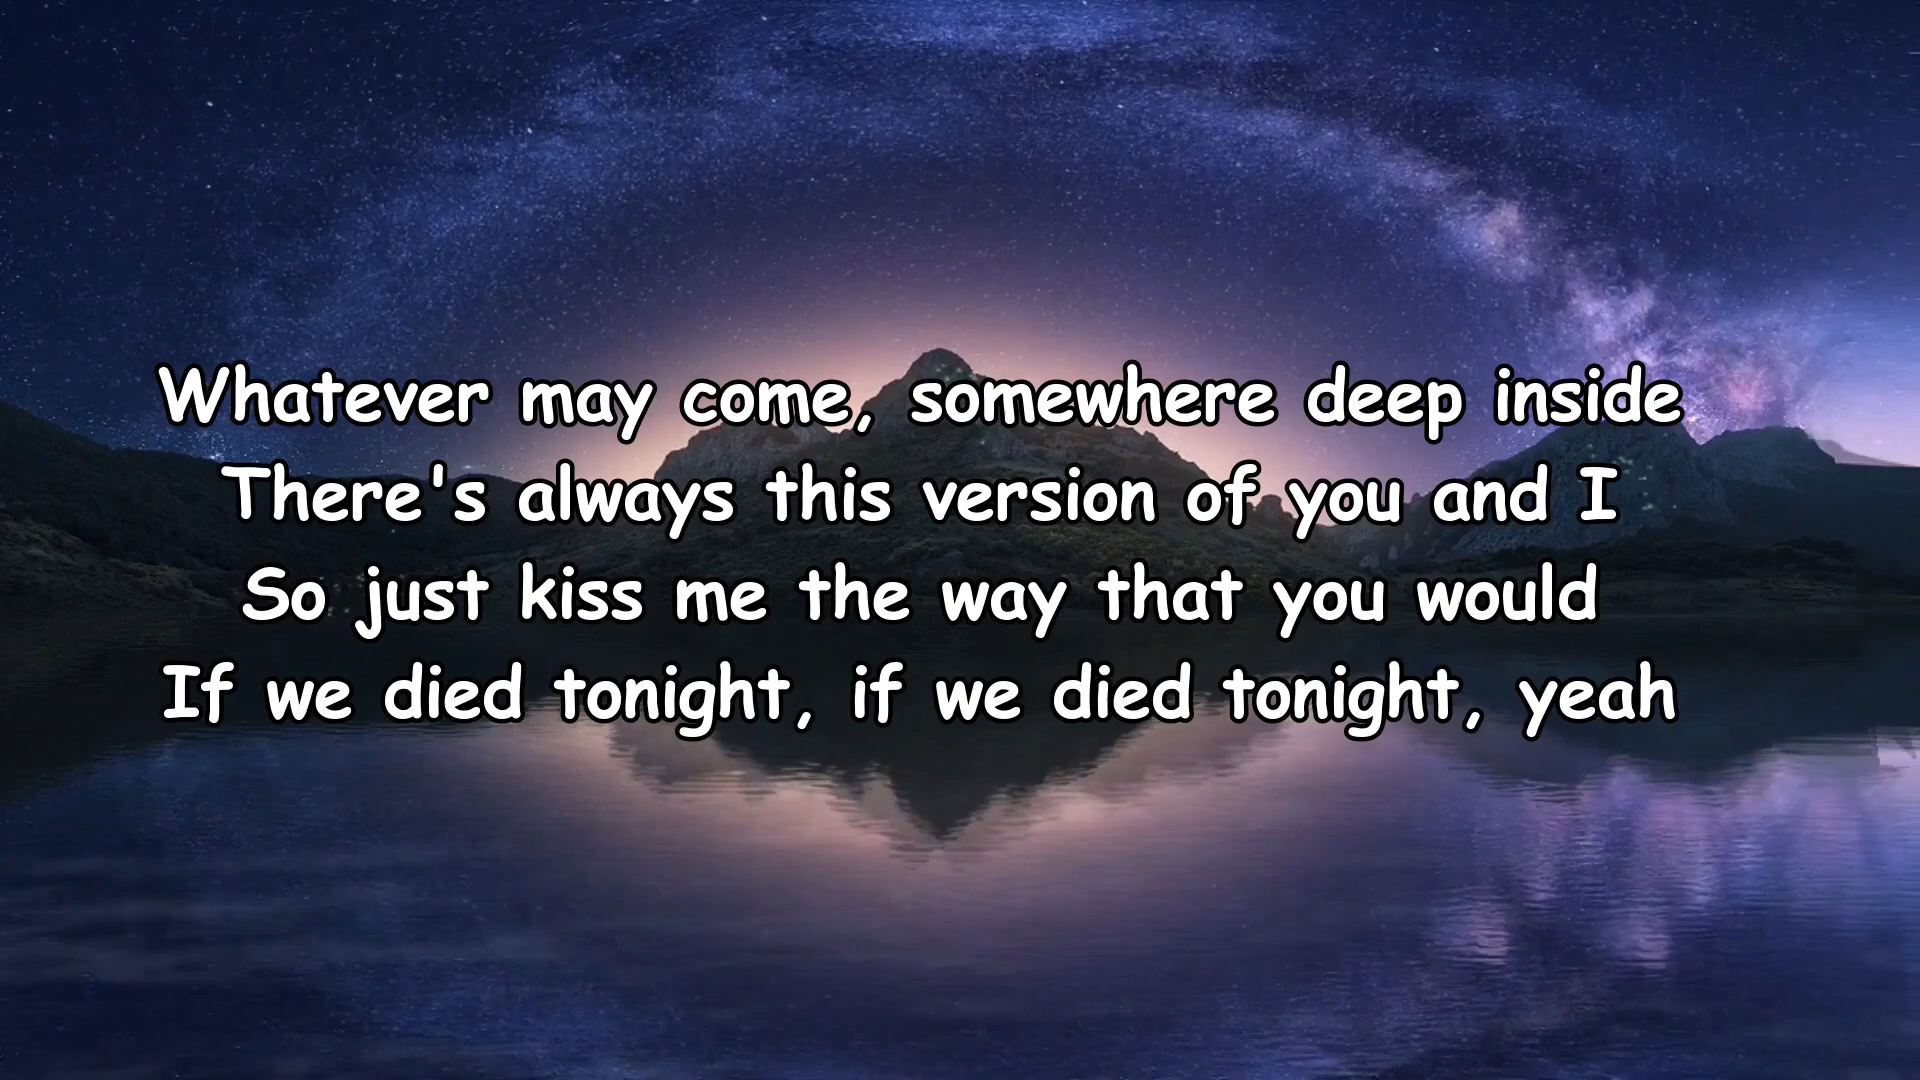 Whatever may come, somewhere deep inside
There's always this version of you and I
So just kiss me the way that you would
If we died tonight, if we died tonight, yeah